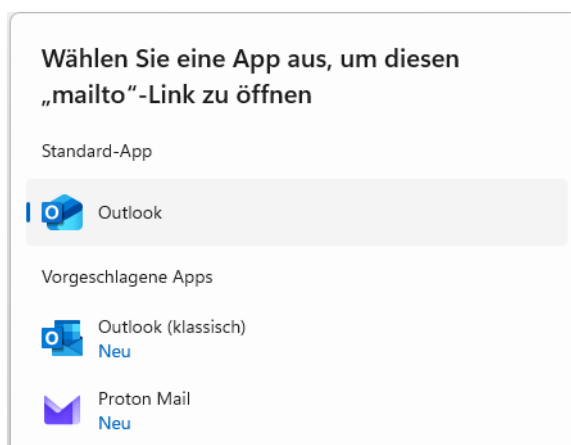 Wählen Sie eine App aus, um diesen
„mailto“-Link zu öffnen
Standard-App
Outlook
Vorgeschlagene Apps
Outlook (klassisch)
Neu
Proton Mail
Neu